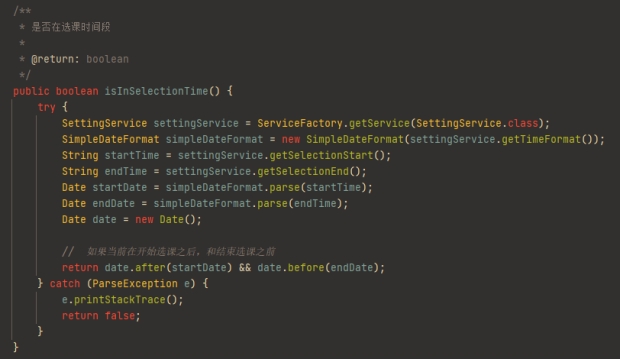 /**
 * 是否在选课时间段
 *
 * @return: boolean
 */
public boolean isInSelectionTime() {
    try {
        SettingService settingService = ServiceFactory.getService(SettingService.class);
        SimpleDateFormat simpleDateFormat = new SimpleDateFormat(settingService.getTimeFormat());
        String startTime = settingService.getSelectionStart();
        String endTime = settingService.getSelectionEnd();
        Date startDate = simpleDateFormat.parse(startTime);
        Date endDate = simpleDateFormat.parse(endTime);
        Date date = new Date();

        //  如果当前在开始选课之后，和结束选课之前
        return date.after(startDate) && date.before(endDate);
    } catch (ParseException e) {
        e.printStackTrace();
        return false;
    }
}